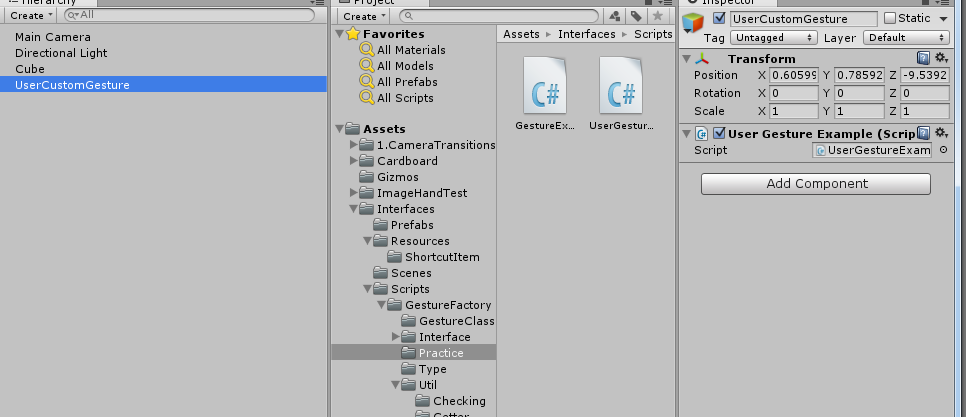 Hierarchy
Create
All
Main Camera
Directional Light
Cube
UserCustomGesture
Project
Create
Favorites
All Materials
All Models
All Prefabs
All Scripts
Assets
1.CameraTransitions
Cardboard
Gizmos
ImageHandTest
Interfaces
Prefabs
Resources
ShortcutItem
Scenes
Scripts
GestureFactory
GestureClass
Interface
Practice
Type
Util
Checking
Assets ▸ Interfaces ▸ Scripts
GestureEx...
UserGestur...
C#
C#
Inspector
UserCustomGesture
Static
Tag Untagged Layer Default
Transform
Position X 0.60599 Y 0.78592 Z -9.5392
Rotation X 0 Y 0 Z 0
Scale X 1 Y 1 Z 1
User Gesture Example (Scrip
Script UserGestureExam
Add Component